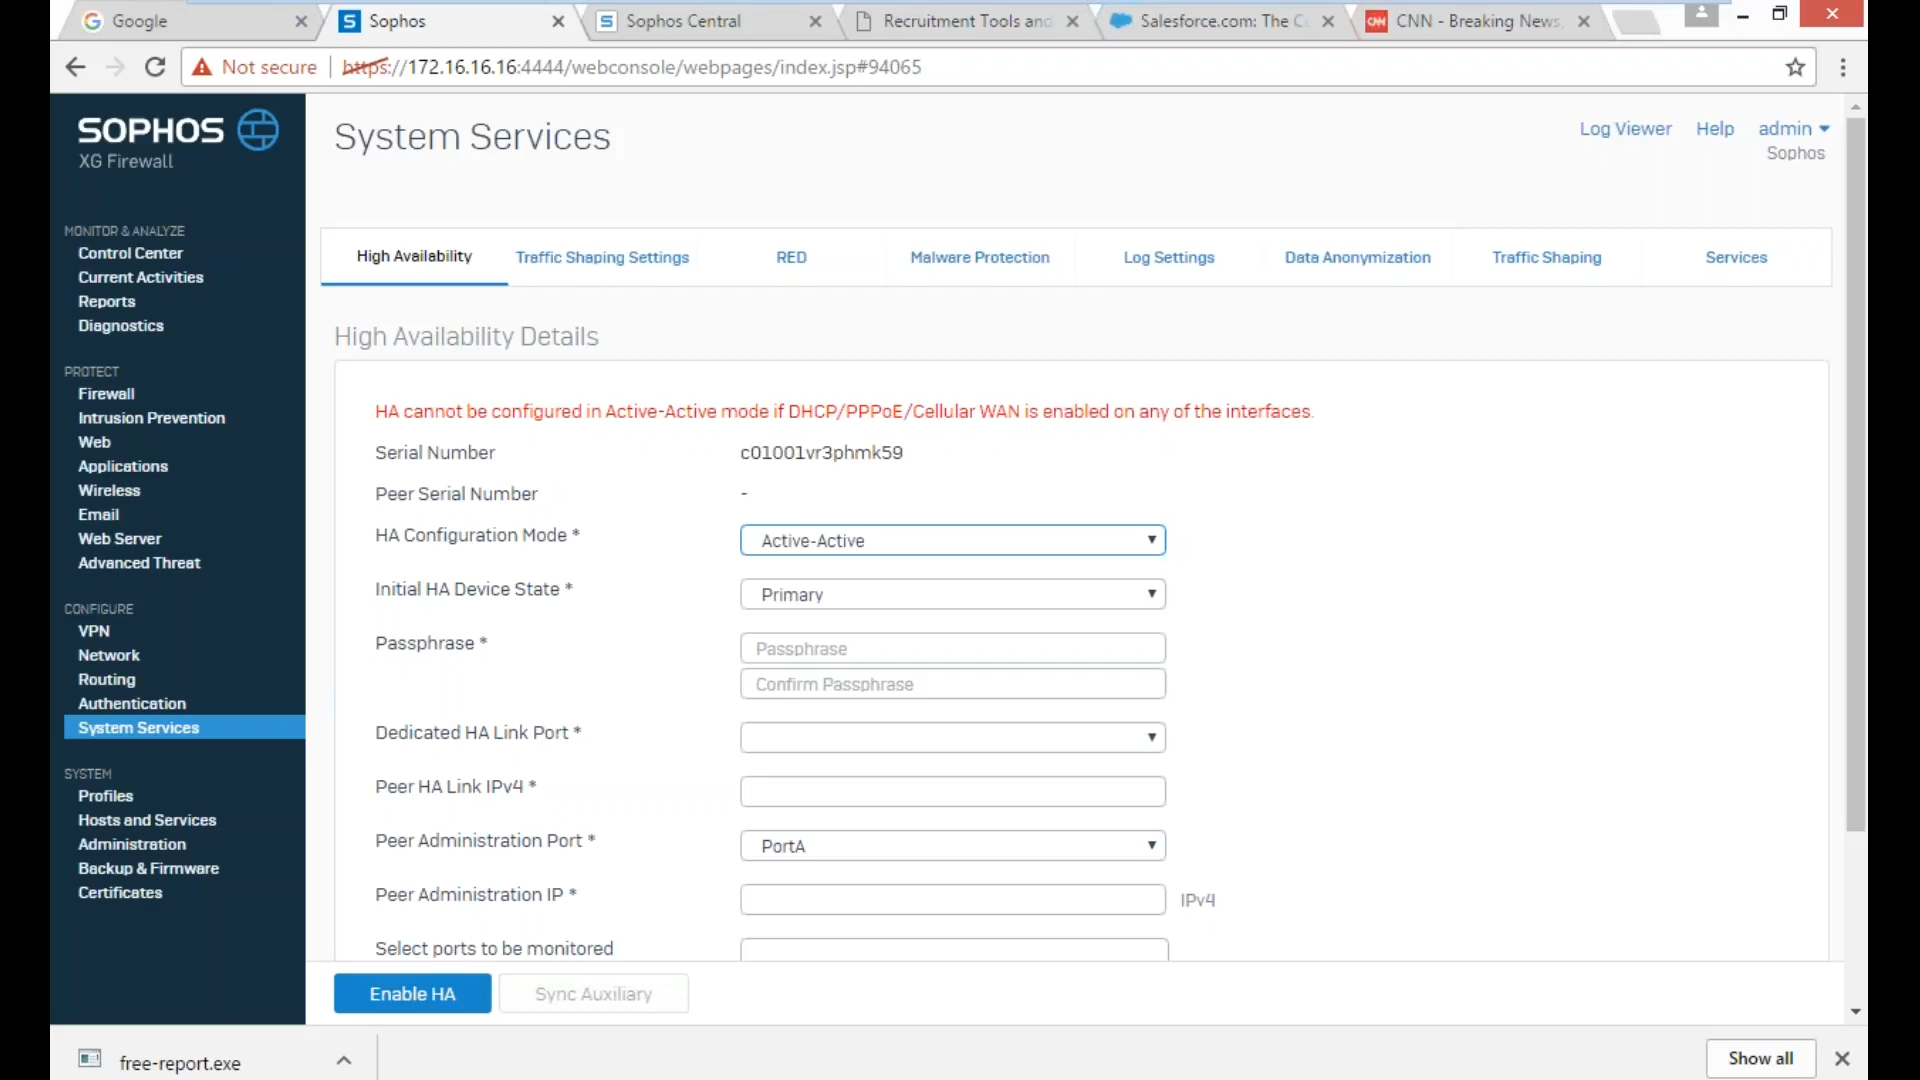 Google
Sophos
Sophos Central
Recruitment Tools and
Salesforce.com: The C
CNN - Breaking News,
Not secure
https://172.16.16.16:4444/webconsole/webpages/index.jsp#94065
SOPHOS
XG Firewall
MONITOR & ANALYZE
Control Center
Current Activities
Reports
Diagnostics
PROTECT
Firewall
Intrusion Prevention
Web
Applications
Wireless
Email
Web Server
Advanced Threat
CONFIGURE
VPN
Network
Routing
Authentication
System Services
SYSTEM
Profiles
Hosts and Services
Administration
Backup & Firmware
Certificates
System Services
Log Viewer Help admin
Sophos
High Availability Traffic Shaping Settings RED Malware Protection Log Settings Data Anonymization Traffic Shaping Services
High Availability Details
HA cannot be configured in Active-Active mode if DHCP/PPPoE/Cellular WAN is enabled on any of the interfaces.
Serial Number c01001vr3phmk59
Peer Serial Number -
HA Configuration Mode * Active-Active
Initial HA Device State * Primary
Passphrase * Passphrase
Confirm Passphrase
Dedicated HA Link Port *
Peer HA Link IPv4 *
Peer Administration Port * PortA
Peer Administration IP * IPv4
Select ports to be monitored
Enable HA Sync Auxiliary
free-report.exe
Show all